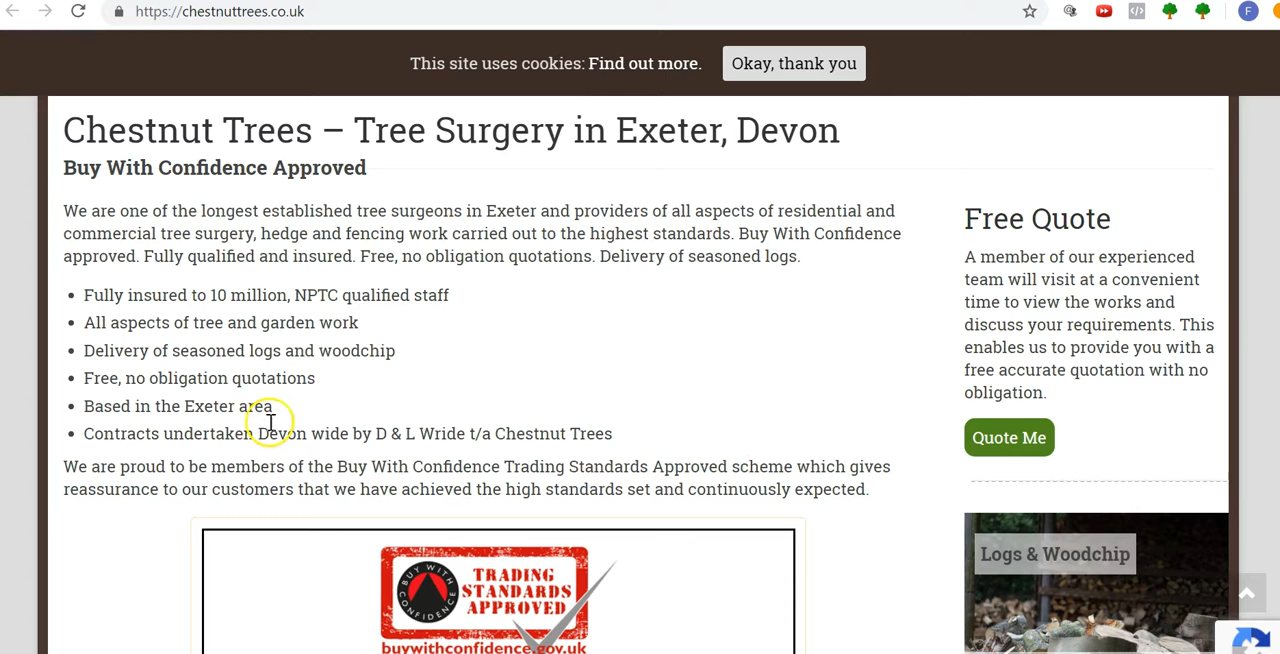 https://chestnuttrees.co.uk
F
This site uses cookies: Find out more.
Okay, thank you
Chestnut Trees – Tree Surgery in Exeter, Devon
Buy With Confidence Approved
We are one of the longest established tree surgeons in Exeter and providers of all aspects of residential and
commercial tree surgery, hedge and fencing work carried out to the highest standards. Buy With Confidence
approved. Fully qualified and insured. Free, no obligation quotations. Delivery of seasoned logs.
• Fully insured to 10 million, NPTC qualified staff
• All aspects of tree and garden work
• Delivery of seasoned logs and woodchip
• Free, no obligation quotations
• Based in the Exeter area
• Contracts undertaken Devon wide by D & L Wride t/a Chestnut Trees
We are proud to be members of the Buy With Confidence Trading Standards Approved scheme which gives
reassurance to our customers that we have achieved the high standards set and continuously expected.
BUY WITH CONFIDENCE
TRADING
STANDARDS
APPROVED
buywithconfidence.gov.uk
Free Quote
A member of our experienced
team will visit at a convenient
time to view the works and
discuss your requirements. This
enables us to provide you with a
free accurate quotation with no
obligation.
Quote Me
Logs & Woodchip